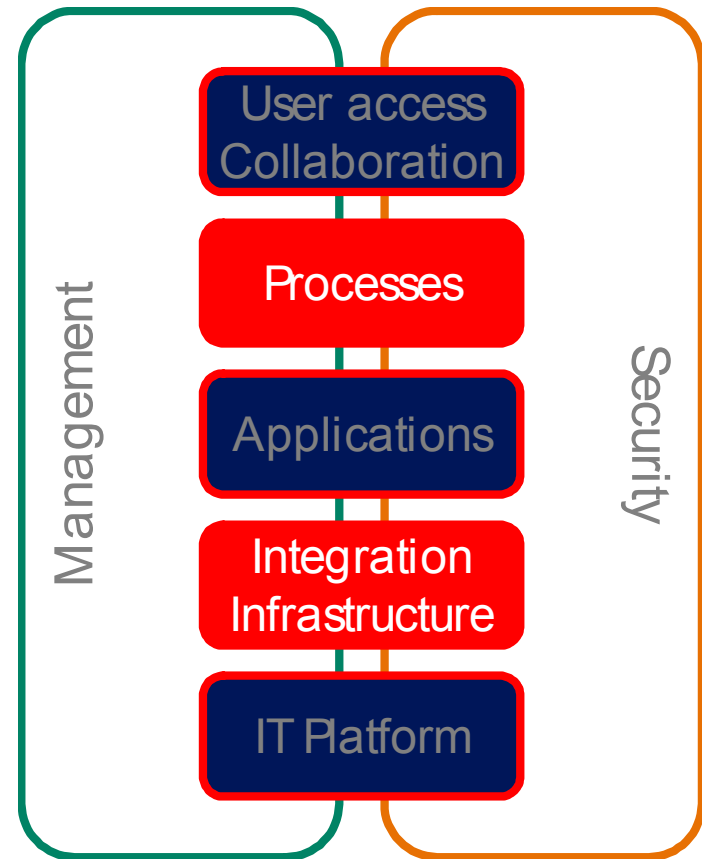 User access
Collaboration
Processes
Management
Security
Applications
Integration
Infrastructure
IT Platform